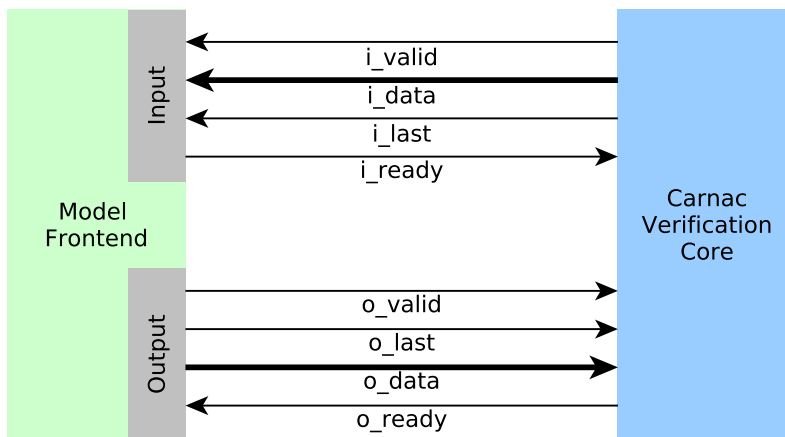 Input
i_valid
i_data
i_last
i_ready
Model
Frontend
Carnac
Verification
Core
Output
o_valid
o_last
o_data
o_ready